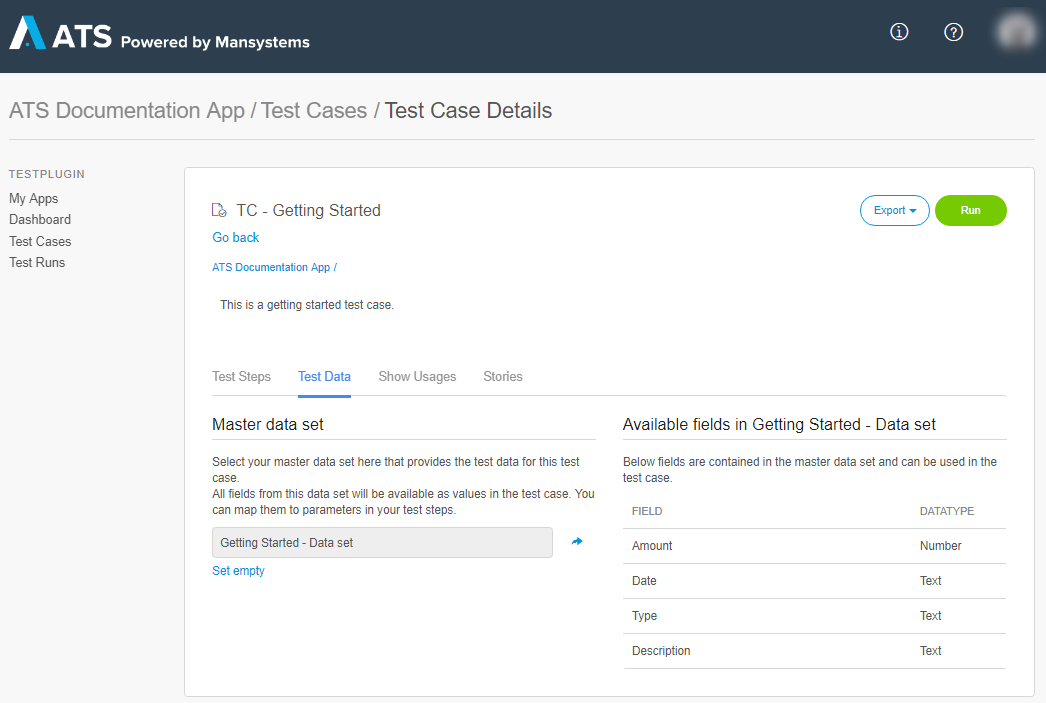 ATS Powered by Mansystems
ATS Documentation App / Test Cases / Test Case Details
TESTPLUGIN
My Apps
Dashboard
Test Cases
Test Runs
TC - Getting Started
Export
Run
Go back
ATS Documentation App /
This is a getting started test case.
Test Steps
Test Data
Show Usages
Stories
Master data set
Select your master data set here that provides the test data for this test
case.
All fields from this data set will be available as values in the test case. You
can map them to parameters in your test steps.
Getting Started - Data set
Set empty
Available fields in Getting Started - Data set
Below fields are contained in the master data set and can be used in the
test case.
FIELD DATATYPE
Amount Number
Date Text
Type Text
Description Text